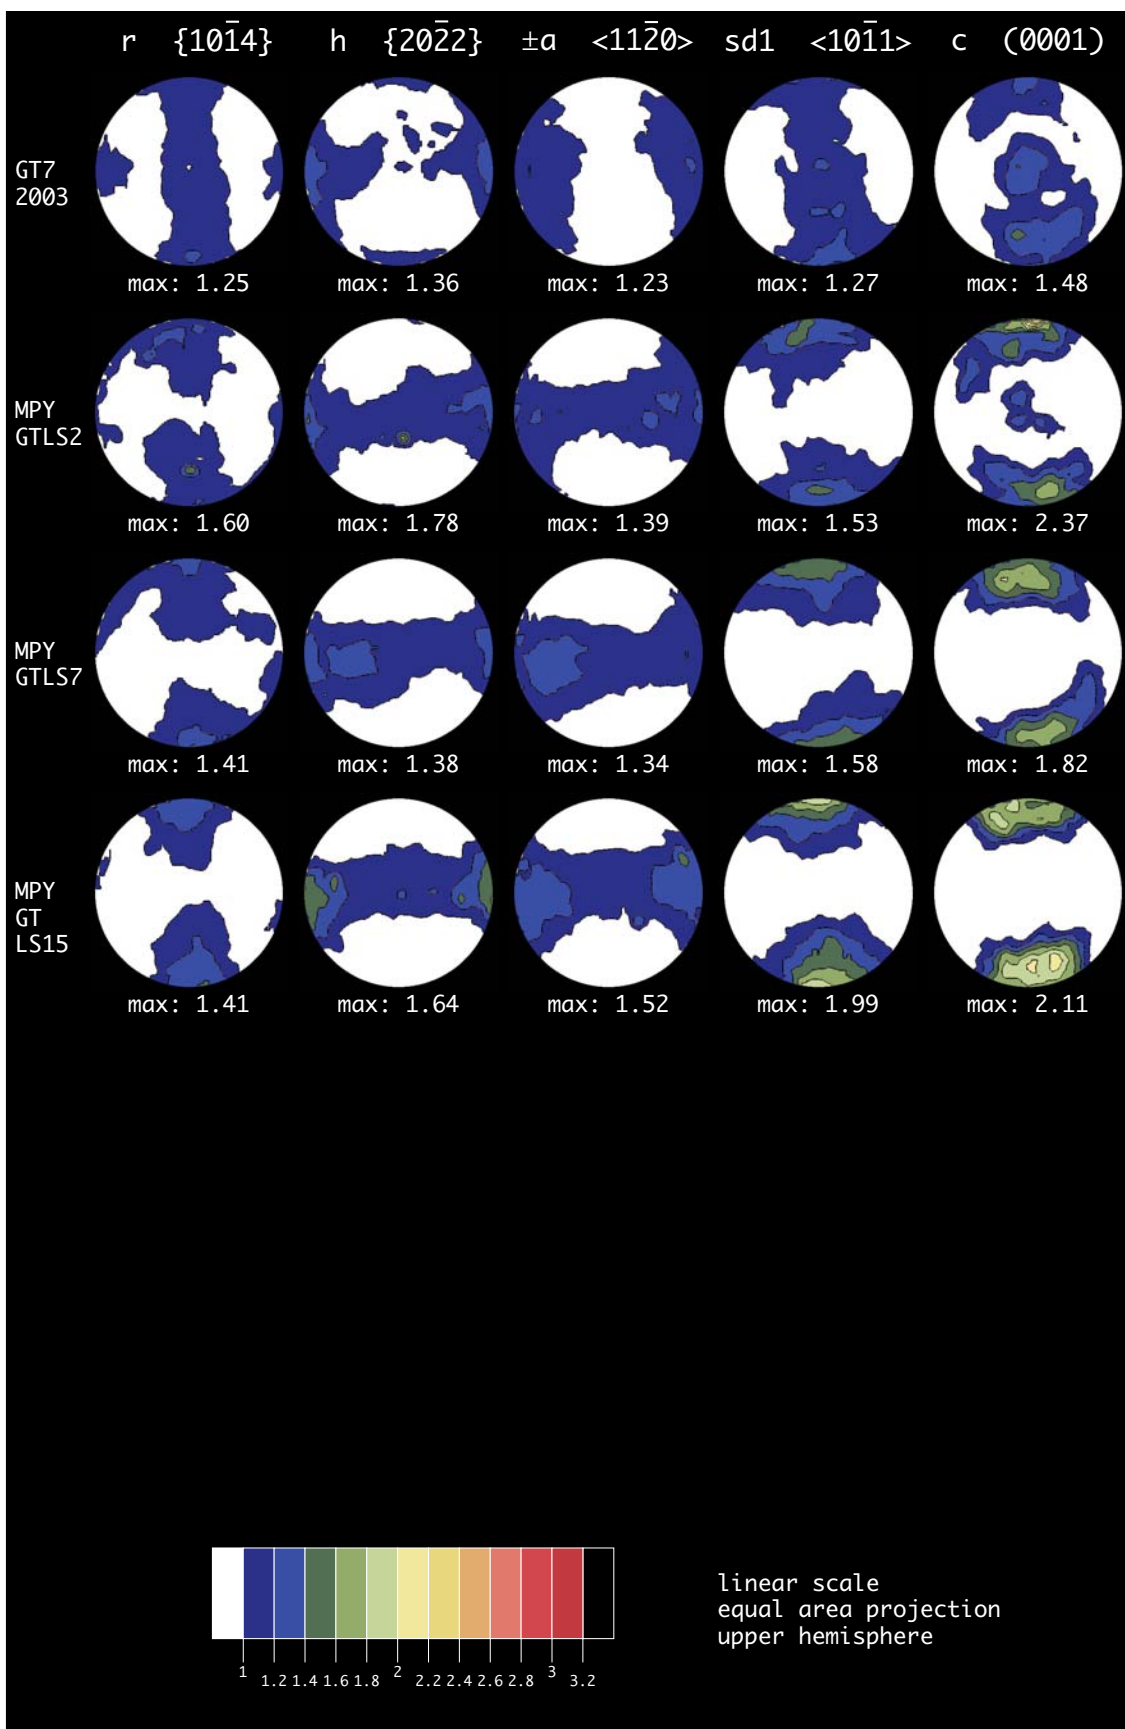 r {101̄4} h {202̄2} ±a <112̄0> sd1 <101̄1> c (0001)
GT7
2003
max: 1.25 max: 1.36 max: 1.23 max: 1.27 max: 1.48
MPY
GTLS2
max: 1.60 max: 1.78 max: 1.39 max: 1.53 max: 2.37
MPY
GTLS7
max: 1.41 max: 1.38 max: 1.34 max: 1.58 max: 1.82
MPY
GT
LS15
max: 1.41 max: 1.64 max: 1.52 max: 1.99 max: 2.11
1 1.2 1.4 1.6 1.8 2 2.2 2.4 2.6 2.8 3 3.2
linear scale
equal area projection
upper hemisphere